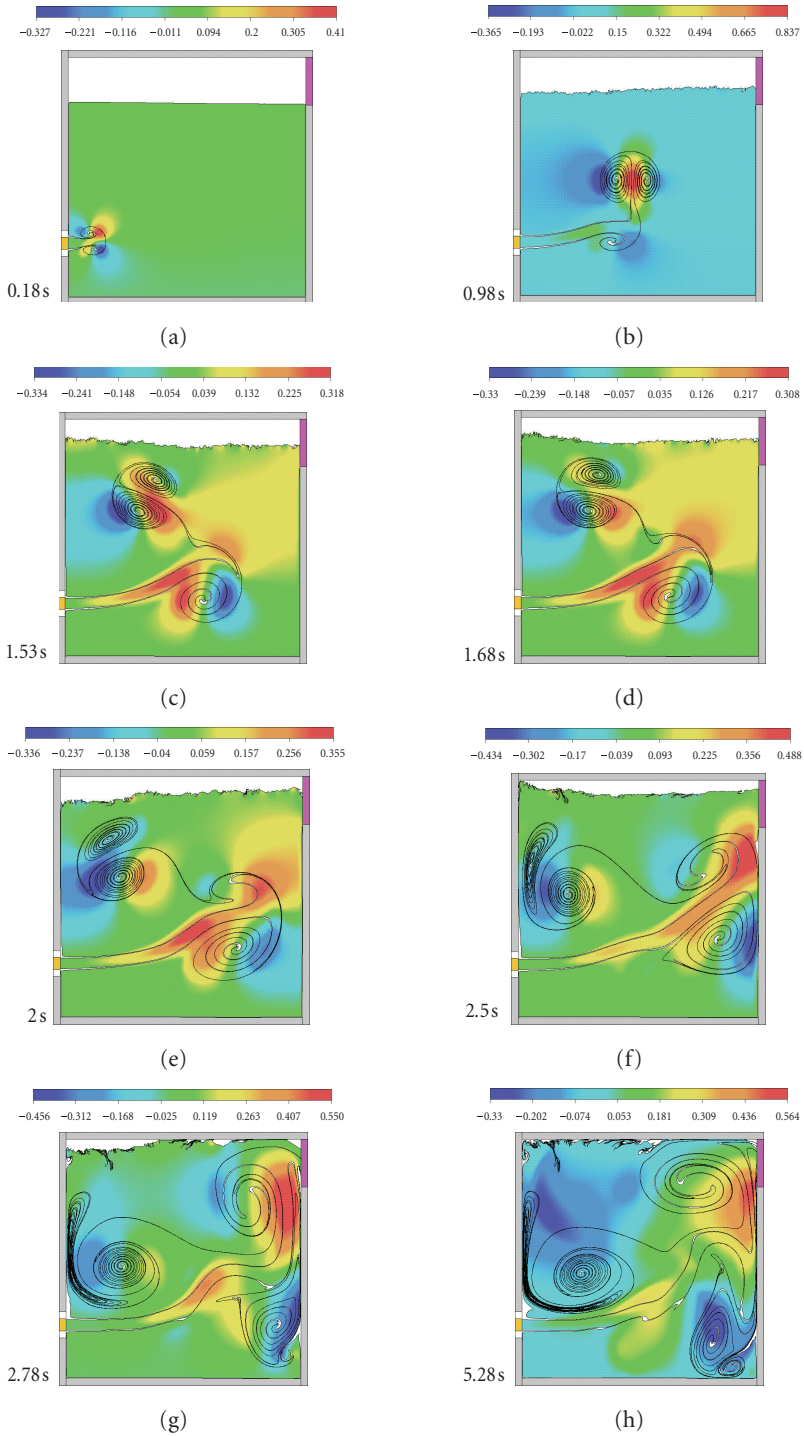 −0.327 −0.221 −0.116 −0.011 0.094 0.2 0.305 0.41
0.18 s
(a)
−0.365 −0.193 −0.022 0.15 0.322 0.494 0.665 0.837
0.98 s
(b)
−0.334 −0.241 −0.148 −0.054 0.039 0.132 0.225 0.318
1.53 s
(c)
−0.33 −0.239 −0.148 −0.057 0.035 0.126 0.217 0.308
1.68 s
(d)
−0.336 −0.237 −0.138 −0.04 0.059 0.157 0.256 0.355
2 s
(e)
−0.434 −0.302 −0.17 −0.039 0.093 0.225 0.356 0.488
2.5 s
(f)
−0.456 −0.312 −0.168 −0.025 0.119 0.263 0.407 0.550
2.78 s
(g)
−0.33 −0.202 −0.074 0.053 0.181 0.309 0.436 0.564
5.28 s
(h)